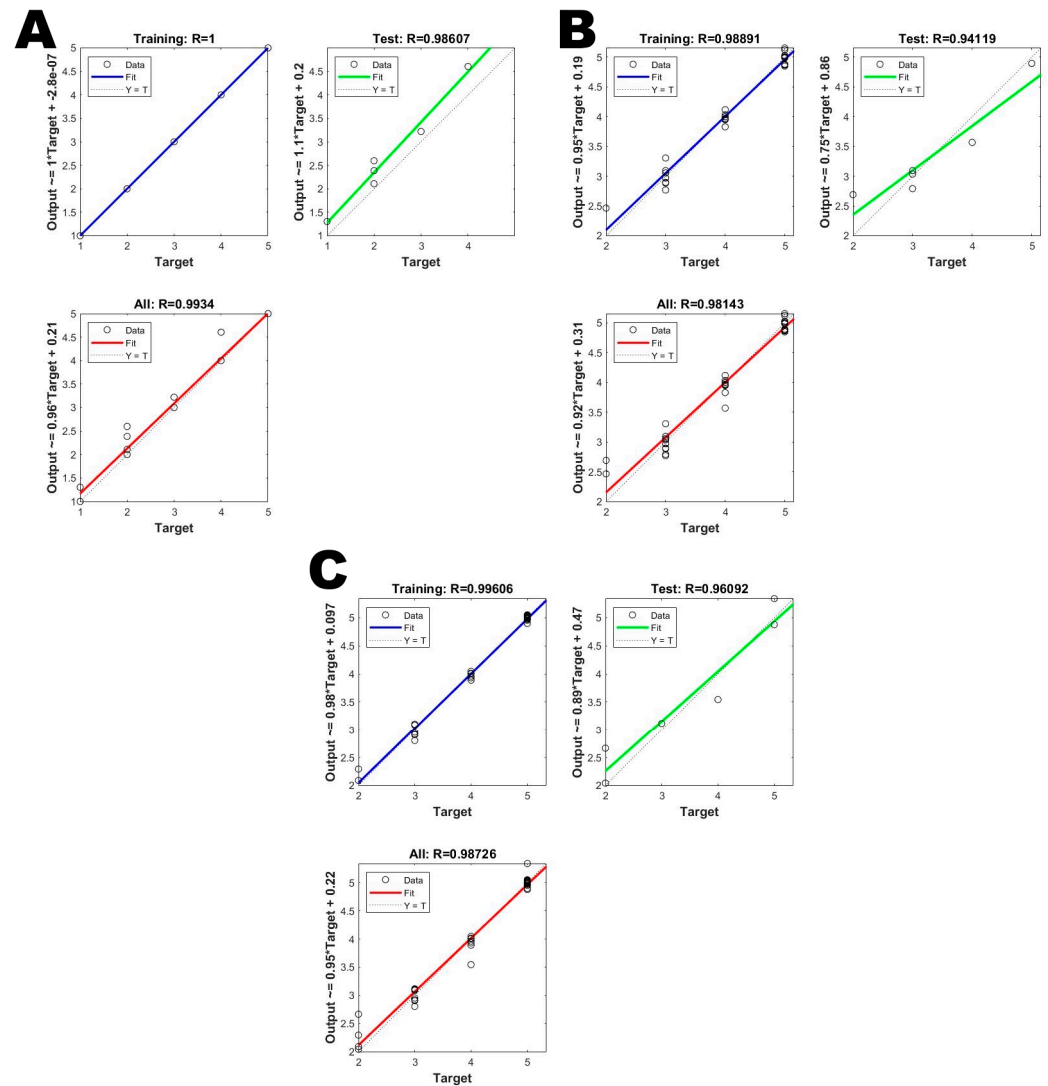 A
Training: R=1
Output ~= 1*Target + -2.8e-07
5
4.5
4
3.5
3
2.5
2
1.5
1
Data
Fit
Y = T
1 2 3 4 5
Target
Test: R=0.98607
Output ~= 1.1*Target + 0.2
5
4.5
4
3.5
3
2.5
2
1.5
1
Data
Fit
Y = T
1 2 3 4
Target
All: R=0.9934
Output ~= 0.96*Target + 0.21
5
4.5
4
3.5
3
2.5
2
1.5
1
Data
Fit
Y = T
1 2 3 4 5
Target
B
Training: R=0.98891
Output ~= 0.95*Target + 0.19
5
4.5
4
3.5
3
2.5
2
Data
Fit
Y = T
2 3 4 5
Target
Test: R=0.94119
Output ~= 0.75*Target + 0.86
5
4.5
4
3.5
3
2.5
2
Data
Fit
Y = T
2 3 4 5
Target
All: R=0.98143
Output ~= 0.92*Target + 0.31
5
4.5
4
3.5
3
2.5
2
Data
Fit
Y = T
2 3 4 5
Target
C
Training: R=0.99606
Output ~= 0.98*Target + 0.097
5
4.5
4
3.5
3
2.5
2
Data
Fit
Y = T
2 3 4 5
Target
Test: R=0.96092
Output ~= 0.89*Target + 0.47
5
4.5
4
3.5
3
2.5
2
Data
Fit
Y = T
2 3 4 5
Target
All: R=0.98726
Output ~= 0.95*Target + 0.22
5
4.5
4
3.5
3
2.5
2
Data
Fit
Y = T
2 3 4 5
Target